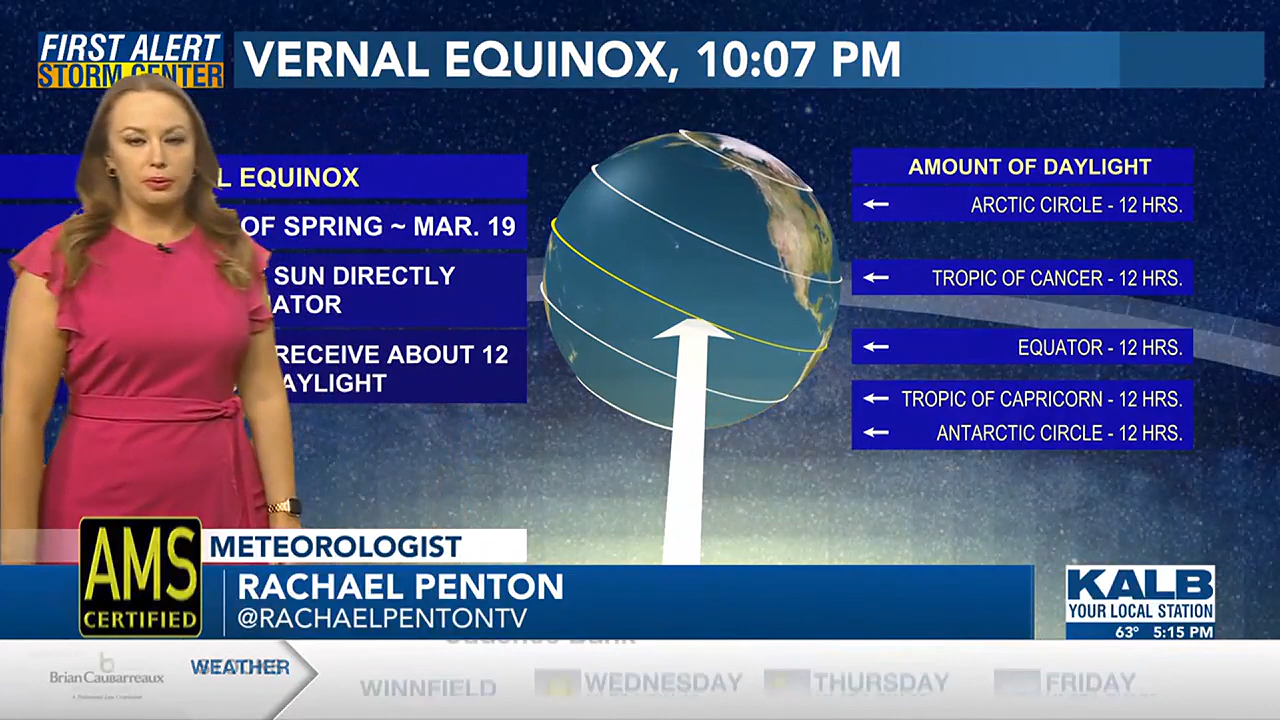 FIRST ALERT
STORM CENTER
VERNAL EQUINOX, 10:07 PM
L EQUINOX
OF SPRING ~ MAR. 19
SUN DIRECTLY
ATOR
RECEIVE ABOUT 12
AYLIGHT
AMOUNT OF DAYLIGHT
ARCTIC CIRCLE - 12 HRS.
TROPIC OF CANCER - 12 HRS.
EQUATOR - 12 HRS.
TROPIC OF CAPRICORN - 12 HRS.
ANTARCTIC CIRCLE - 12 HRS.
AMS
CERTIFIED
METEOROLOGIST
RACHAEL PENTON
@RACHAELPENTONTV
KALB
YOUR LOCAL STATION
63° 5:15 PM
Brian Caubarreaux
WEATHER
WINNFIELD
WEDNESDAY
THURSDAY
FRIDAY